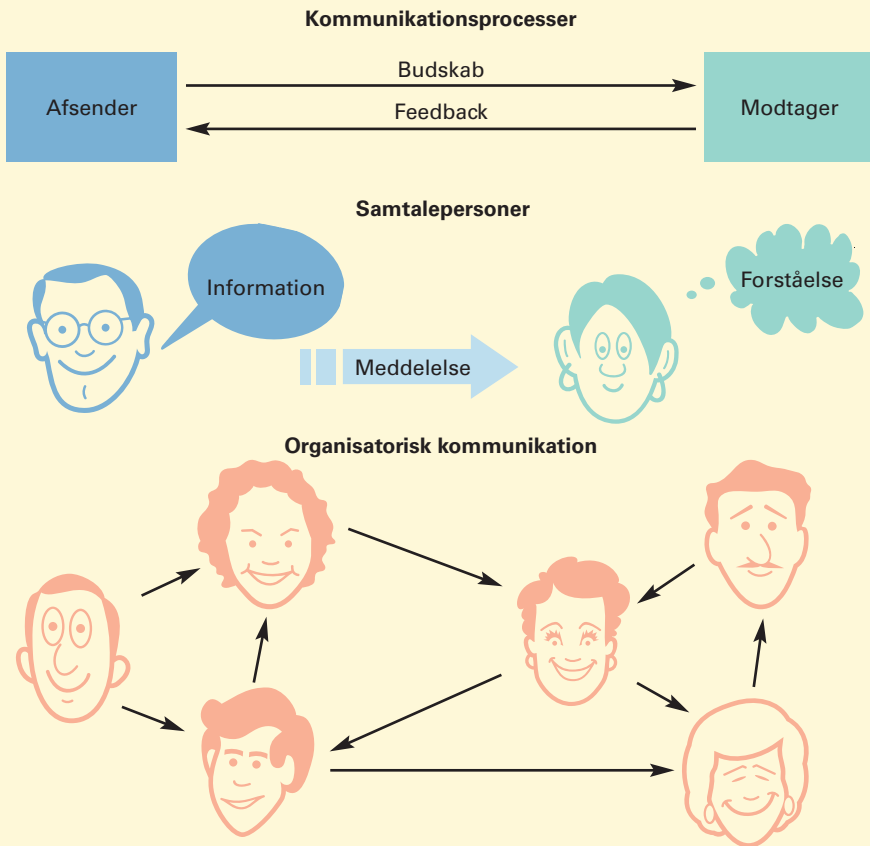 Kommunikationsprocesser
Budskab
Afsender
Modtager
Feedback
Samtalepersoner
Information
Forståelse
Meddelelse
Organisatorisk kommunikation